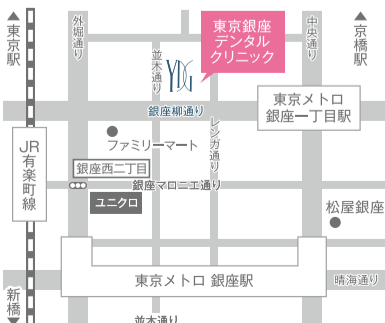 ▲東京駅
外堀通り
並木通り
YDG
東京銀座
デンタル
クリニック
中央通り
▲京橋駅
銀座柳通り
東京メトロ
銀座一丁目駅
レンガ通り
ファミリーマート
JR有楽町線
銀座西二丁目
銀座マロニエ通り
ユニクロ
松屋銀座
東京メトロ 銀座駅
晴海通り
新橋▼
並木通り